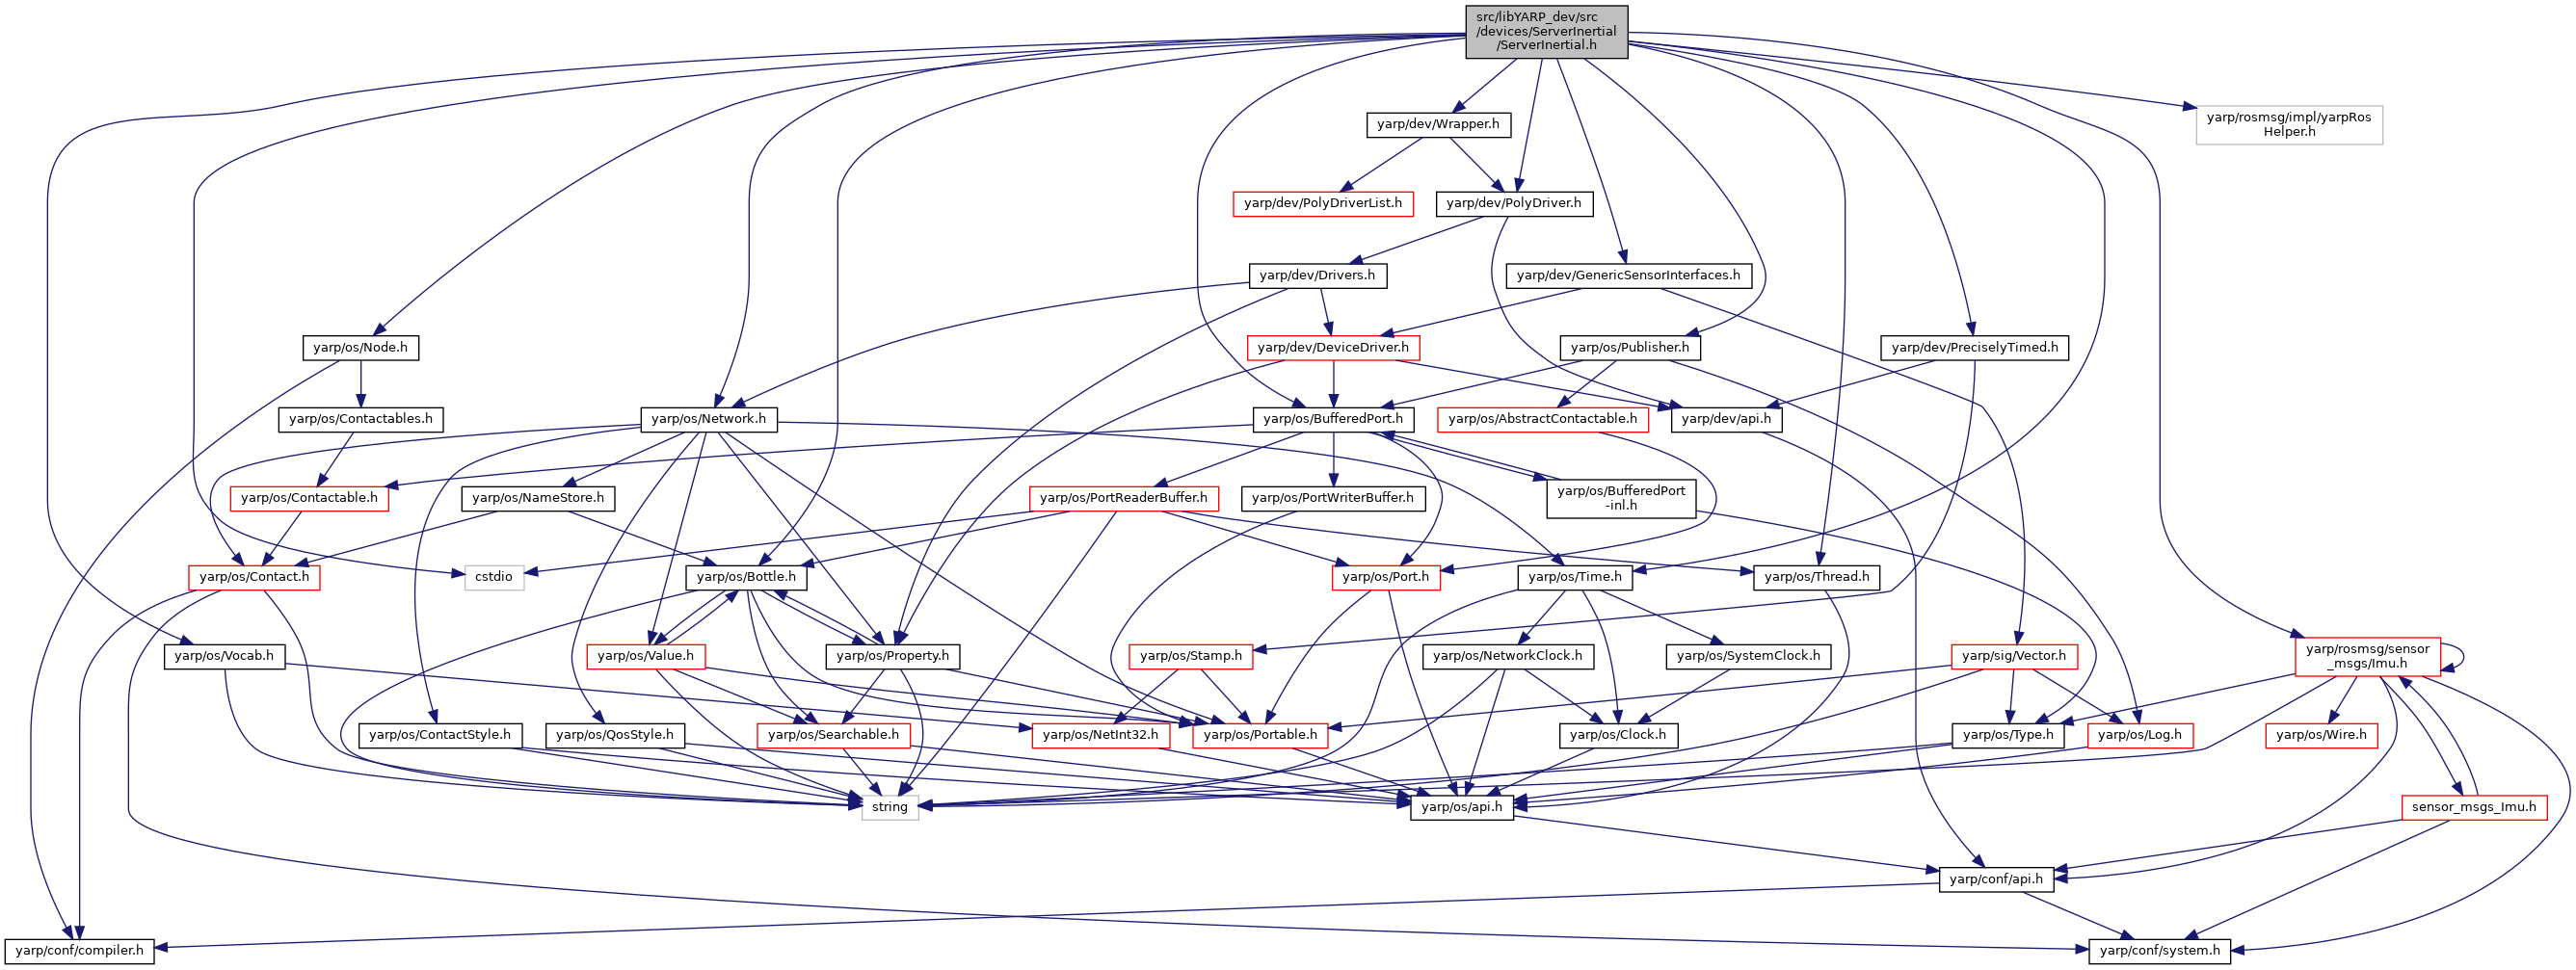 src/libYARP_dev/src
/devices/ServerInertial
/ServerInertial.h
yarp/dev/Wrapper.h
yarp/rosmsg/impl/yarpRos
Helper.h
yarp/dev/PolyDriverList.h
yarp/dev/PolyDriver.h
yarp/dev/Drivers.h
yarp/dev/GenericSensorInterfaces.h
yarp/os/Node.h
yarp/dev/DeviceDriver.h
yarp/os/Publisher.h
yarp/dev/PreciselyTimed.h
yarp/os/Contactables.h
yarp/os/Network.h
yarp/os/BufferedPort.h
yarp/os/AbstractContactable.h
yarp/dev/api.h
yarp/os/Contactable.h
yarp/os/NameStore.h
yarp/os/PortReaderBuffer.h
yarp/os/PortWriterBuffer.h
yarp/os/BufferedPort
-inl.h
yarp/os/Contact.h
cstdio
yarp/os/Bottle.h
yarp/os/Port.h
yarp/os/Time.h
yarp/os/Thread.h
yarp/os/Vocab.h
yarp/os/Value.h
yarp/os/Property.h
yarp/os/Stamp.h
yarp/os/NetworkClock.h
yarp/os/SystemClock.h
yarp/sig/Vector.h
yarp/rosmsg/sensor
_msgs/Imu.h
yarp/os/ContactStyle.h
yarp/os/QosStyle.h
yarp/os/Searchable.h
yarp/os/NetInt32.h
yarp/os/Portable.h
yarp/os/Clock.h
yarp/os/Type.h
yarp/os/Log.h
yarp/os/Wire.h
string
yarp/os/api.h
sensor_msgs_Imu.h
yarp/conf/api.h
yarp/conf/compiler.h
yarp/conf/system.h